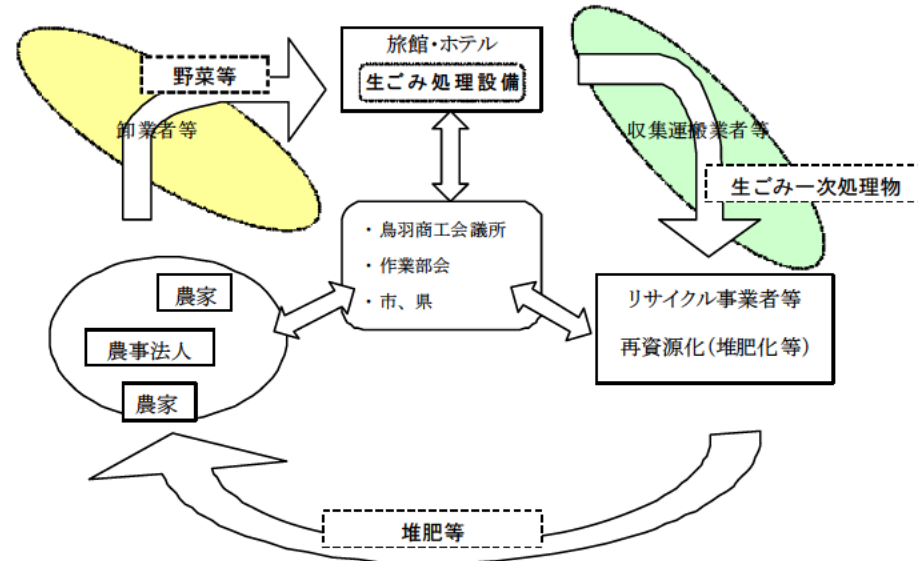 旅館・ホテル
生ごみ処理設備
野菜等
卸業者等
収集運搬業者等
生ごみ一次処理物
・鳥羽商工会議所
・作業部会
・市、県
農家
農事法人
農家
リサイクル事業者等
再資源化(堆肥化等)
堆肥等